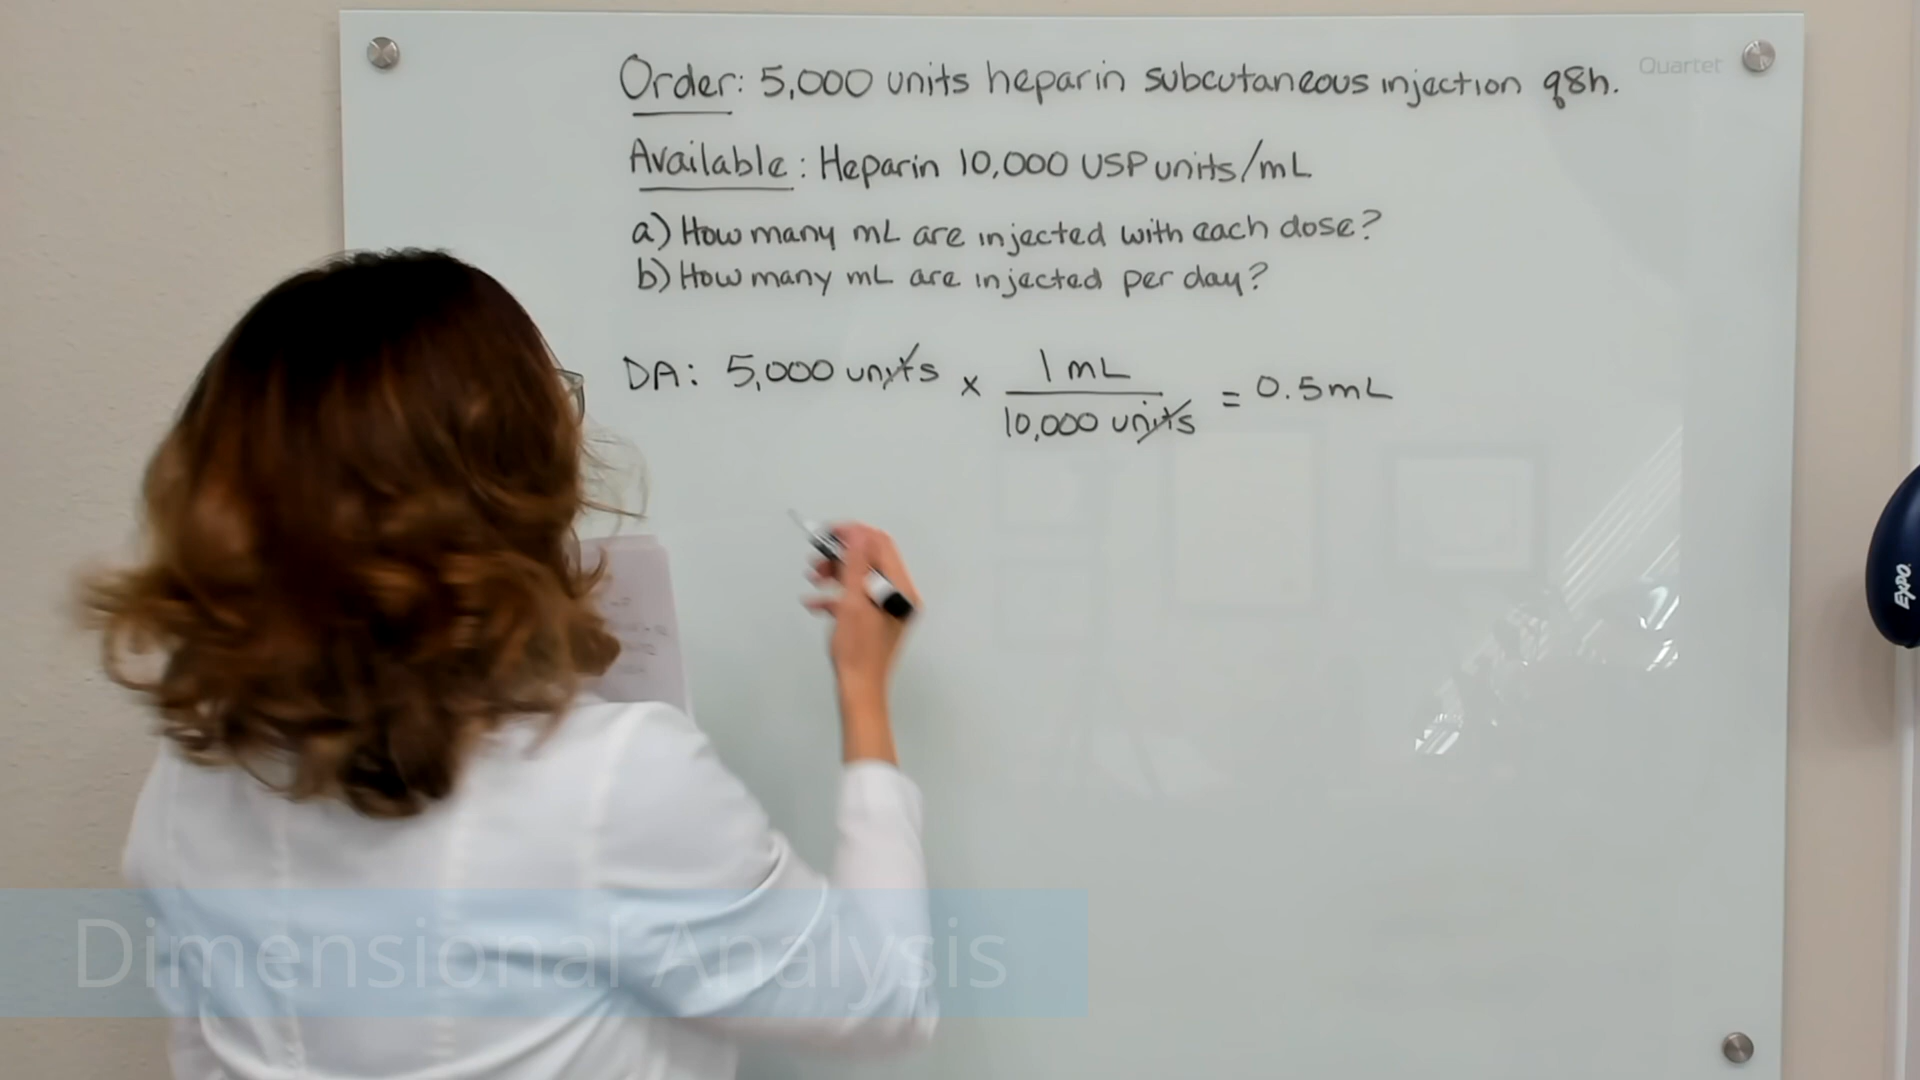 Quartet
Order: 5,000 units heparin subcutaneous injection q8h.
Available: Heparin 10,000 USP units/mL
a) How many mL are injected with each dose?
b) How many mL are injected per day?
DA: 5,000 units x 1 mL / 10,000 units = 0.5 mL
EXPO
Dimensional Analysis